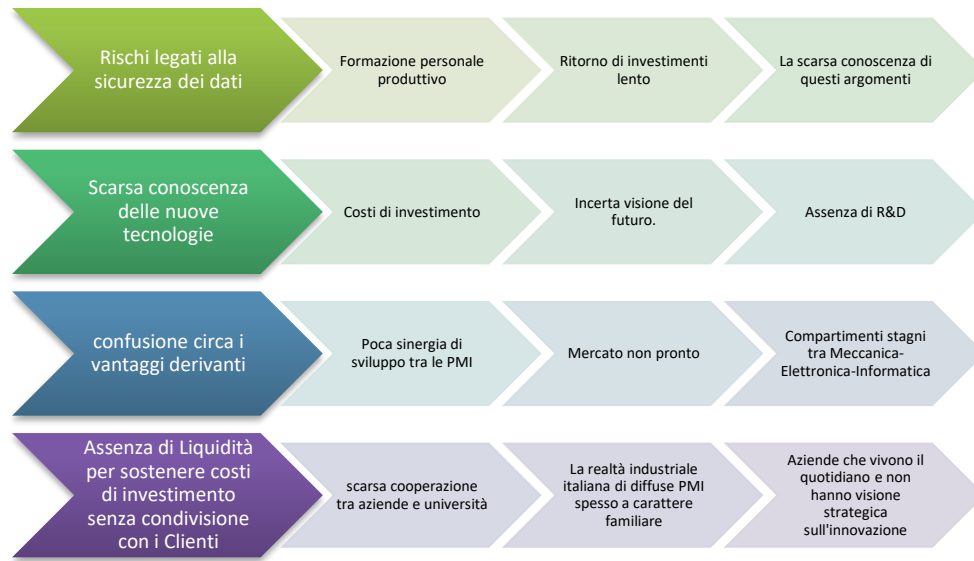 Rischi legati alla
sicurezza dei dati
Formazione personale
produttivo
Ritorno di investimenti
lento
La scarsa conoscenza di
questi argomenti
Scarsa conoscenza
delle nuove
tecnologie
Costi di investimento
Incerta visione del
futuro.
Assenza di R&D
confusione circa i
vantaggi derivanti
Poca sinergia di
sviluppo tra le PMI
Mercato non pronto
Compartimenti stagni
tra Meccanica-
Elettronica-Informatica
Assenza di Liquidità
per sostenere costi
di investimento
senza condivisione
con i Clienti
scarsa cooperazione
tra aziende e università
La realtà industriale
italiana di diffuse PMI
spesso a carattere
familiare
Aziende che vivono il
quotidiano e non
hanno visione
strategica
sull'innovazione